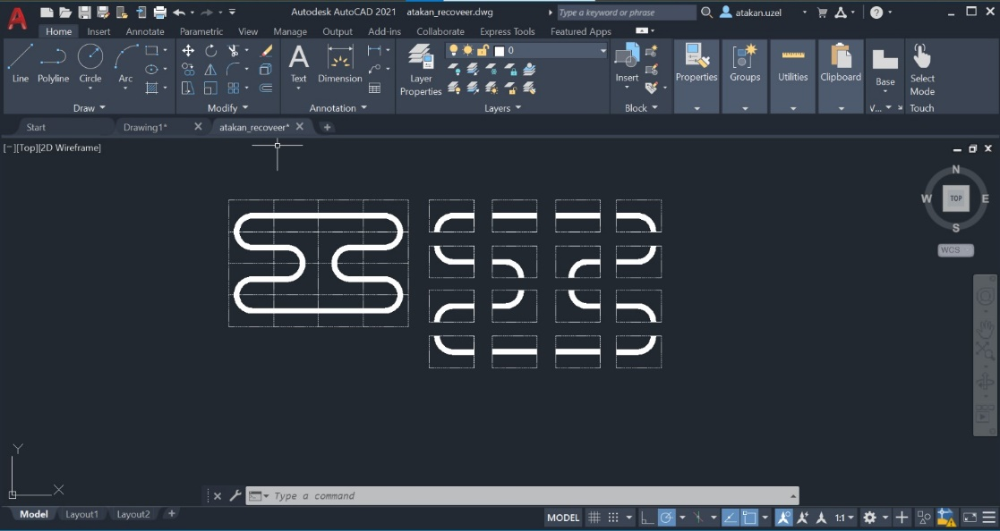 A Autodesk AutoCAD 2021 atakan_recoveer.dwg Type a keyword or phrase atakan.uzel ?
Home Insert Annotate Parametric View Manage Output Add-ins Collaborate Express Tools Featured Apps
0
A
Line Polyline Circle Arc Text Dimension Layer Properties Insert Properties Groups Utilities Clipboard Base Select Mode
Draw Modify Annotation Layers Block V... Touch
Start Drawing1* atakan_recoveer*
[−][Top][2D Wireframe]
N
W TOP E
S
WCS
Y
X
Type a command
Model Layout1 Layout2 + MODEL 1:1